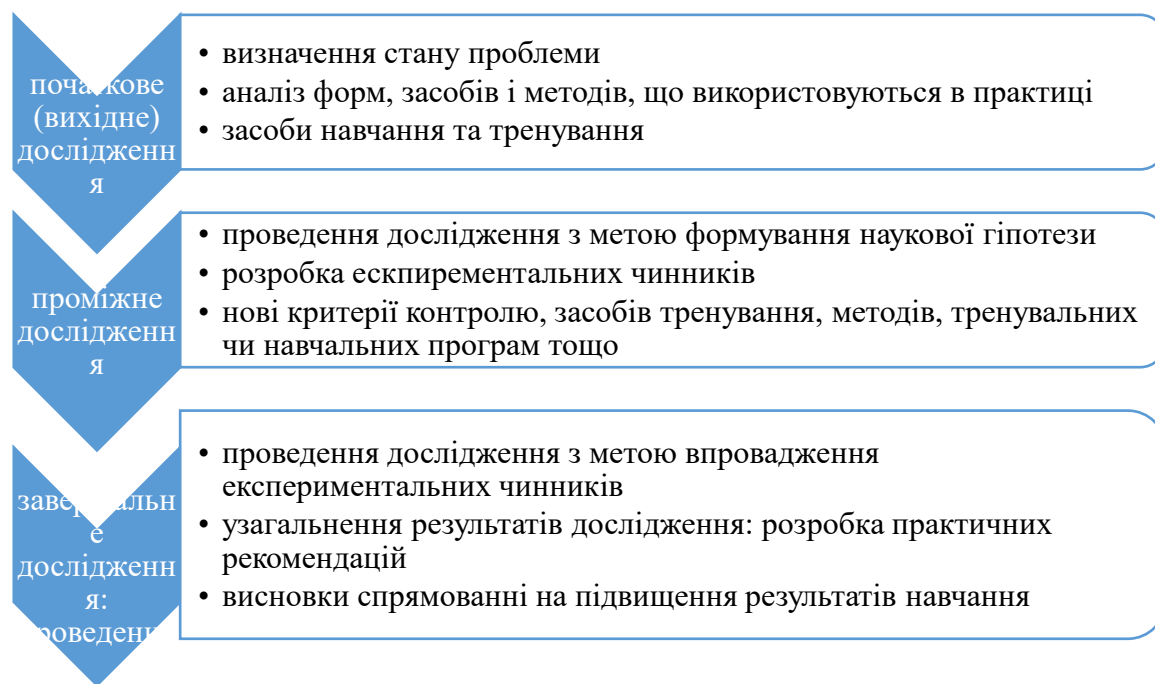 початкове
(вихідне)
дослідженн
я
• визначення стану проблеми
• аналіз форм, засобів і методів, що використовуються в практиці
• засоби навчання та тренування
проміжне
дослідженн
я
• проведення дослідження з метою формування наукової гіпотези
• розробка ескпирементальних чинників
• нові критерії контролю, засобів тренування, методів, тренувальних
чи навчальних програм тощо
завершальн
е
дослідженн
я:
• проведення дослідження з метою впровадження
експериментальних чинників
• узагальнення результатів дослідження: розробка практичних
рекомендацій
• висновки спрямованні на підвищення результатів навчання